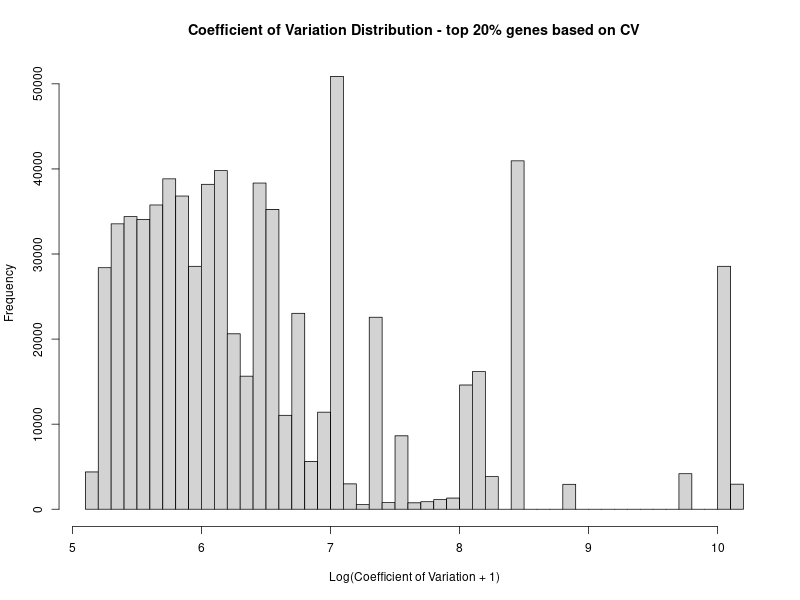 Coefficient of Variation Distribution - top 20% genes based on CV
Frequency
50000
40000
30000
20000
10000
0
5 6 7 8 9 10
Log(Coefficient of Variation + 1)